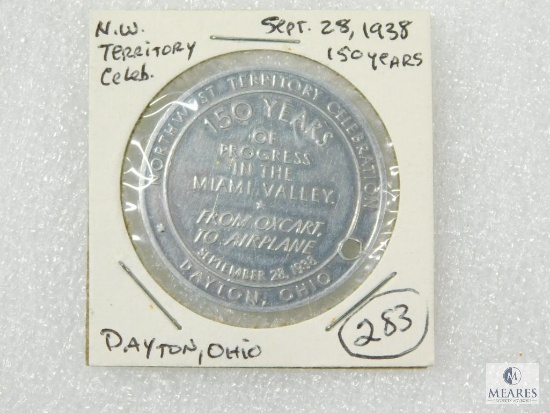 N.W.
TERRITORY
Celeb.
Sept. 28, 1938
150 YEARS
NORTHWEST TERRITORY CELEBRATION
150 YEARS
OF
PROGRESS
IN THE
MIAMI VALLEY
FROM OXCART
TO AIRPLANE
SEPTEMBER 28, 1938
DAYTON, OHIO
DAYTON, OHIO
283
MEARES